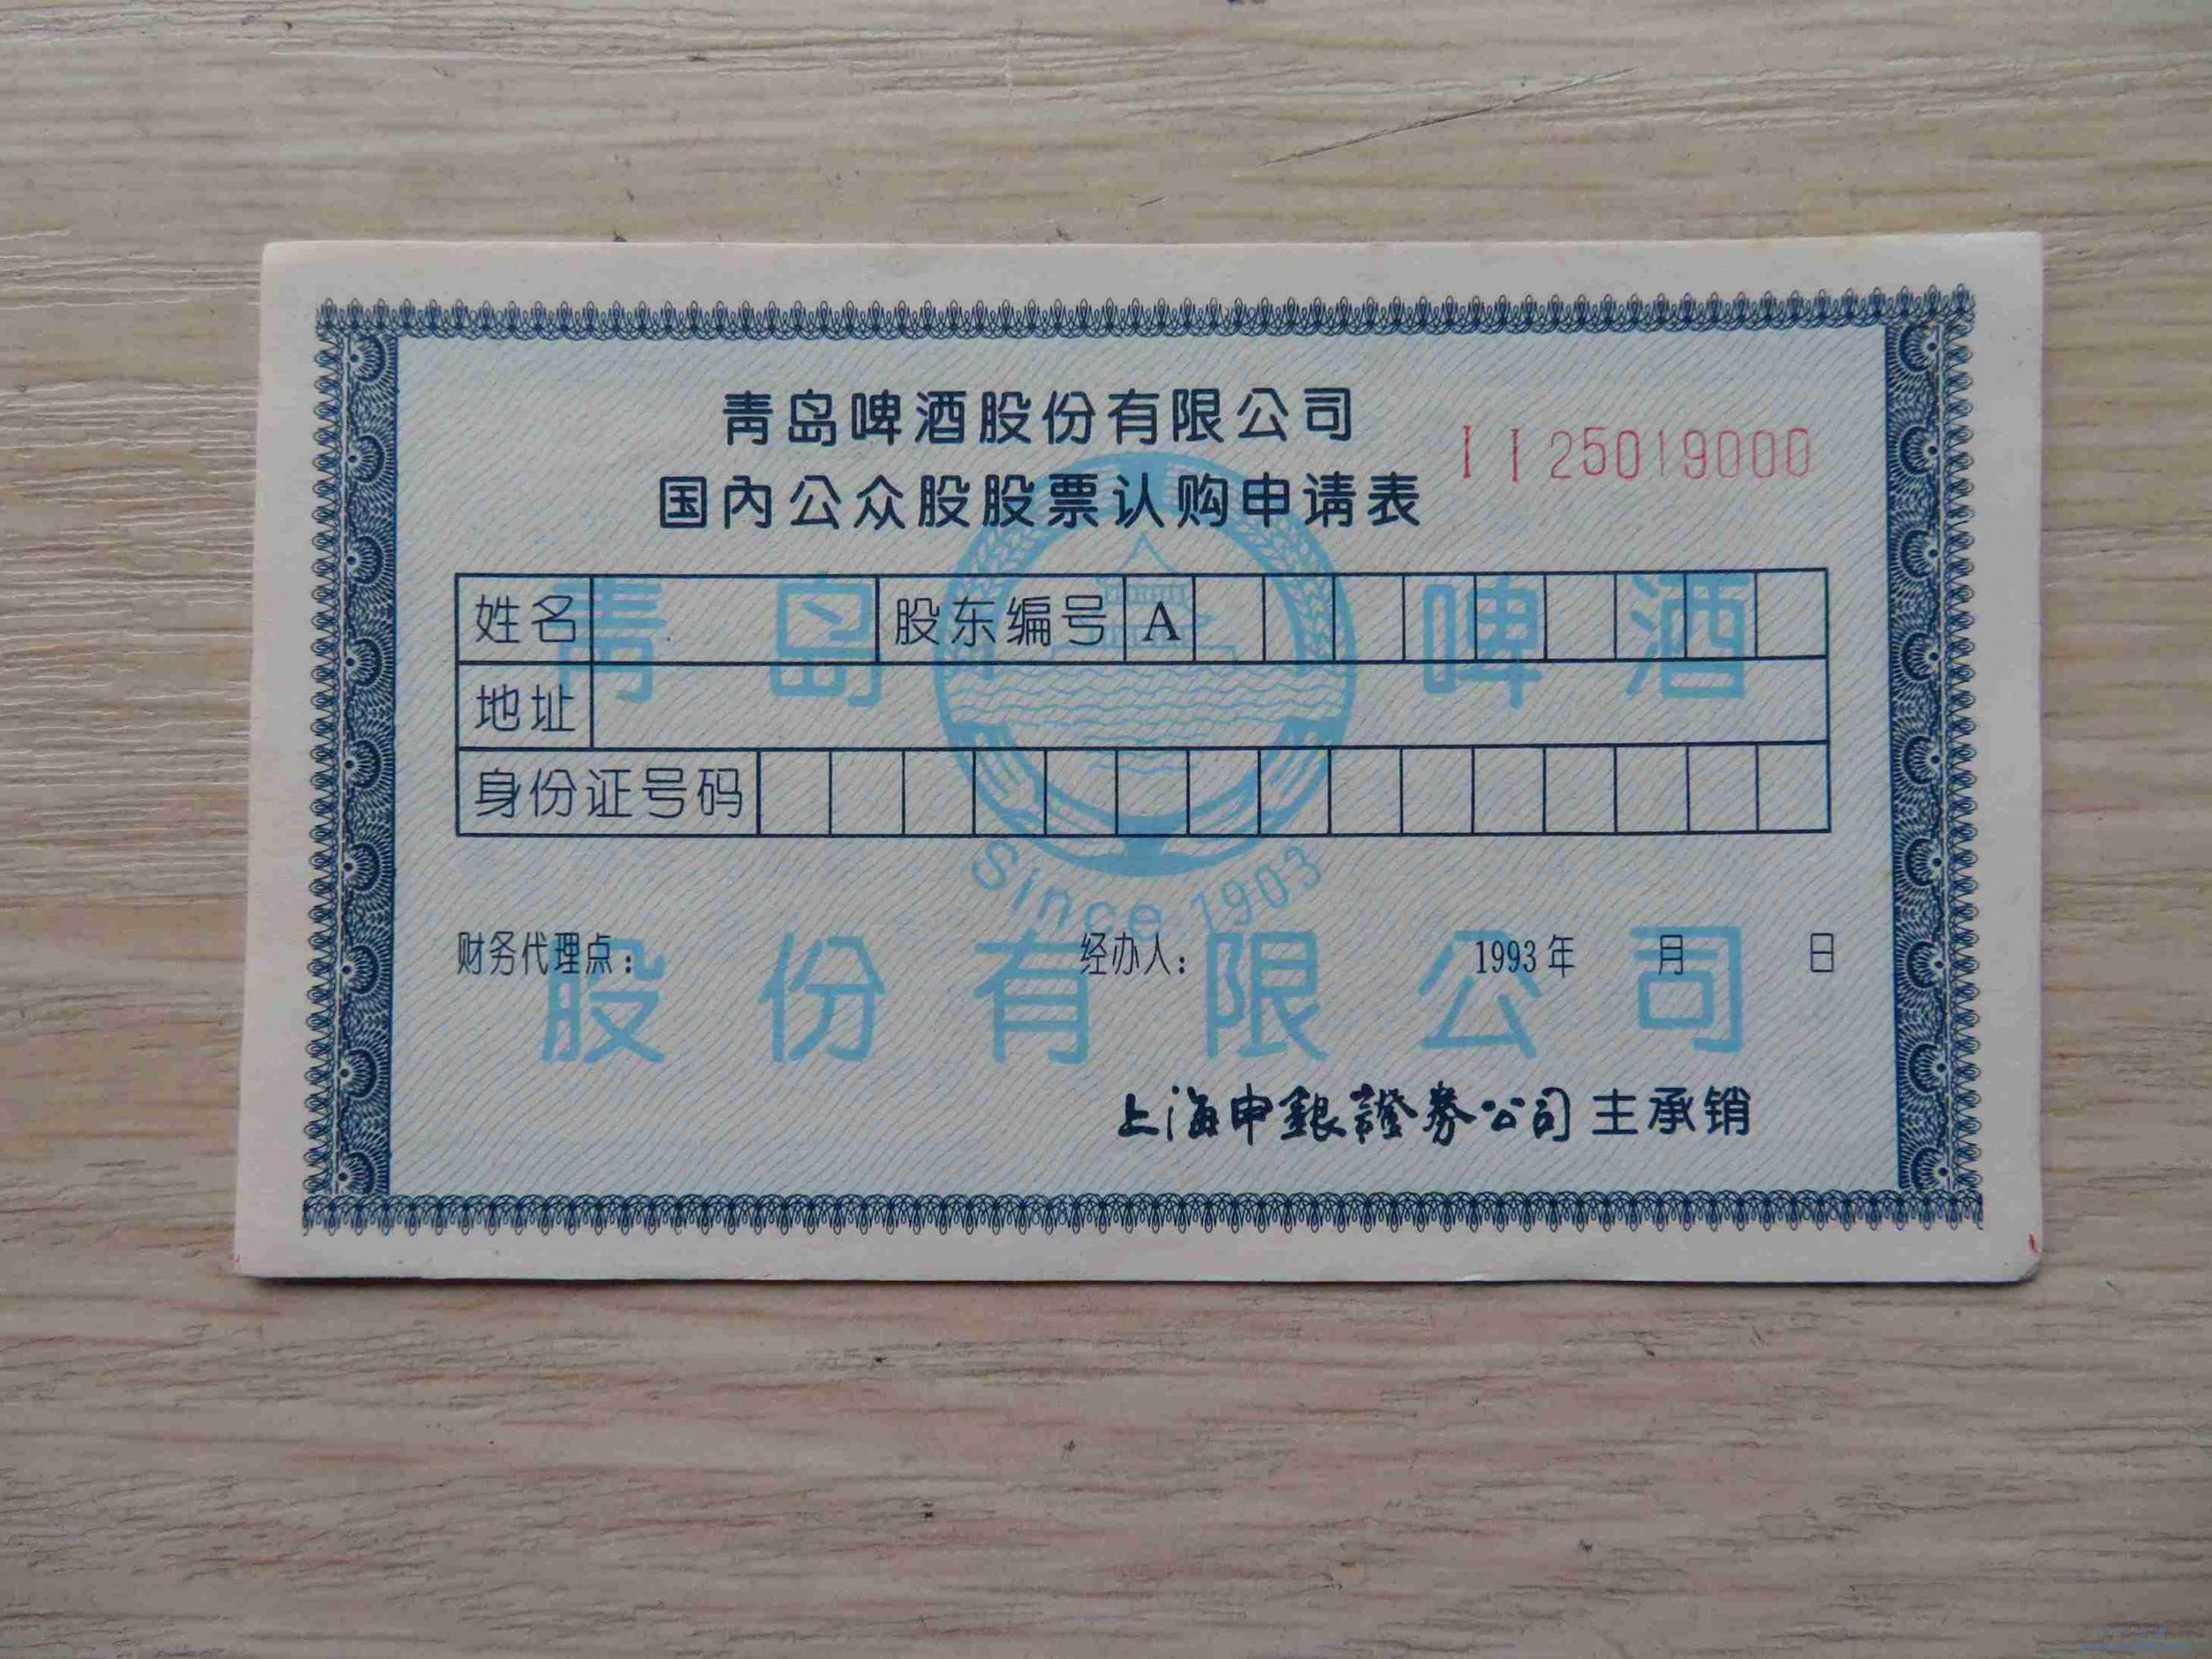 青岛啤酒股份有限公司
国内公众股股票认购申请表
II 25019000
姓名 股东编号 A
地址
身份证号码
青岛 啤酒
Since 1903
财务代理点： 经办人： 1993年 月 日
股份有限公司
上海申銀證券公司 主承销